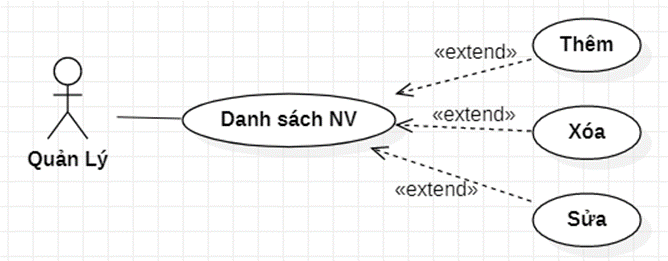 Thêm
«extend»
«extend»
Danh sách NV
Xóa
Quản Lý
«extend»
Sửa